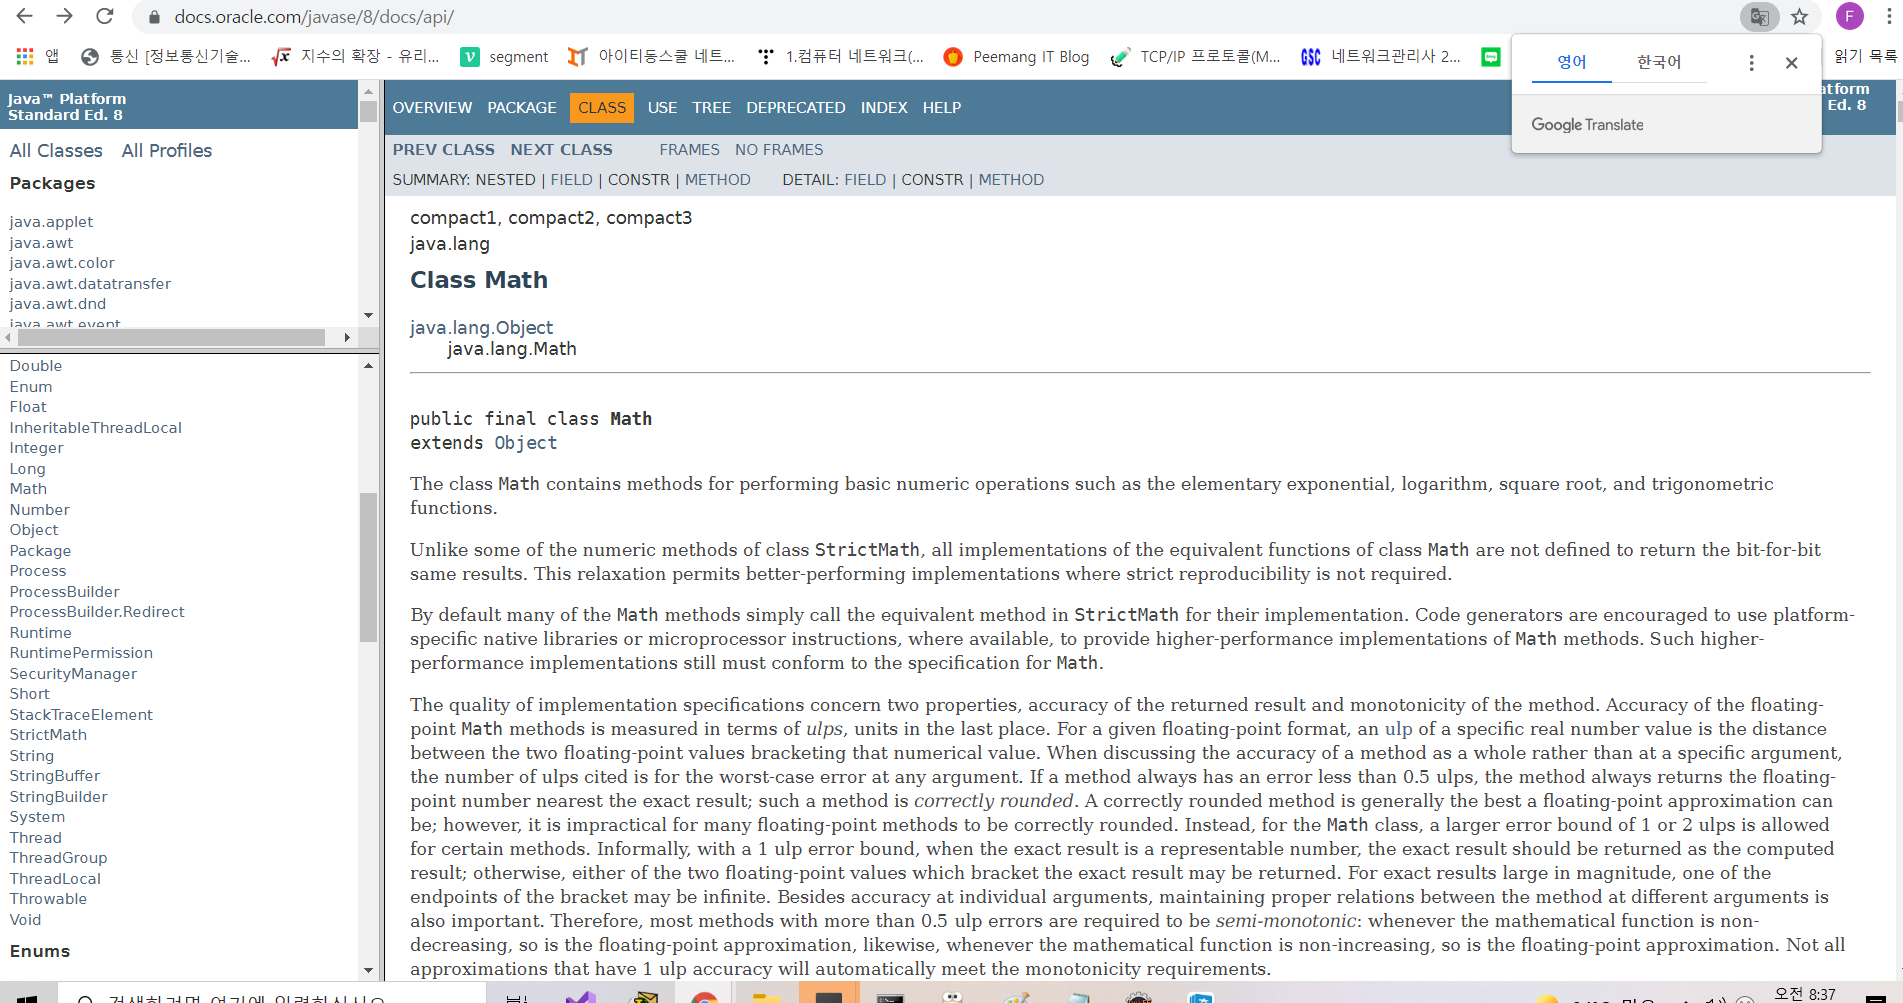 docs.oracle.com/javase/8/docs/api/
F
앱
통신 [정보통신기술...
지수의 확장 - 유리...
segment
아이티동스쿨 네트...
1.컴퓨터 네트워크(...
Peemang IT Blog
TCP/IP 프로토콜(M...
네트워크관리사 2...
읽기 목록
영어
한국어
Google Translate
Java™ Platform
Standard Ed. 8
All Classes All Profiles
Packages
java.applet
java.awt
java.awt.color
java.awt.datatransfer
java.awt.dnd
java.awt.event
Double
Enum
Float
InheritableThreadLocal
Integer
Long
Math
Number
Object
Package
Process
ProcessBuilder
ProcessBuilder.Redirect
Runtime
RuntimePermission
SecurityManager
Short
StackTraceElement
StrictMath
String
StringBuffer
StringBuilder
System
Thread
ThreadGroup
ThreadLocal
Throwable
Void
Enums
OVERVIEW PACKAGE CLASS USE TREE DEPRECATED INDEX HELP
atform
Ed. 8
PREV CLASS NEXT CLASS FRAMES NO FRAMES
SUMMARY: NESTED | FIELD | CONSTR | METHOD DETAIL: FIELD | CONSTR | METHOD
compact1, compact2, compact3
java.lang
Class Math
java.lang.Object
java.lang.Math
public final class Math
extends Object
The class Math contains methods for performing basic numeric operations such as the elementary exponential, logarithm, square root, and trigonometric
functions.
Unlike some of the numeric methods of class StrictMath, all implementations of the equivalent functions of class Math are not defined to return the bit-for-bit
same results. This relaxation permits better-performing implementations where strict reproducibility is not required.
By default many of the Math methods simply call the equivalent method in StrictMath for their implementation. Code generators are encouraged to use platform-
specific native libraries or microprocessor instructions, where available, to provide higher-performance implementations of Math methods. Such higher-
performance implementations still must conform to the specification for Math.
The quality of implementation specifications concern two properties, accuracy of the returned result and monotonicity of the method. Accuracy of the floating-
point Math methods is measured in terms of ulps, units in the last place. For a given floating-point format, an ulp of a specific real number value is the distance
between the two floating-point values bracketing that numerical value. When discussing the accuracy of a method as a whole rather than at a specific argument,
the number of ulps cited is for the worst-case error at any argument. If a method always has an error less than 0.5 ulps, the method always returns the floating-
point number nearest the exact result; such a method is correctly rounded. A correctly rounded method is generally the best a floating-point approximation can
be; however, it is impractical for many floating-point methods to be correctly rounded. Instead, for the Math class, a larger error bound of 1 or 2 ulps is allowed
for certain methods. Informally, with a 1 ulp error bound, when the exact result is a representable number, the exact result should be returned as the computed
result; otherwise, either of the two floating-point values which bracket the exact result may be returned. For exact results large in magnitude, one of the
endpoints of the bracket may be infinite. Besides accuracy at individual arguments, maintaining proper relations between the method at different arguments is
also important. Therefore, most methods with more than 0.5 ulp errors are required to be semi-monotonic: whenever the mathematical function is non-
decreasing, so is the floating-point approximation, likewise, whenever the mathematical function is non-increasing, so is the floating-point approximation. Not all
approximations that have 1 ulp accuracy will automatically meet the monotonicity requirements.
검색하려면 여기에 입력하십시오
오전 8:37